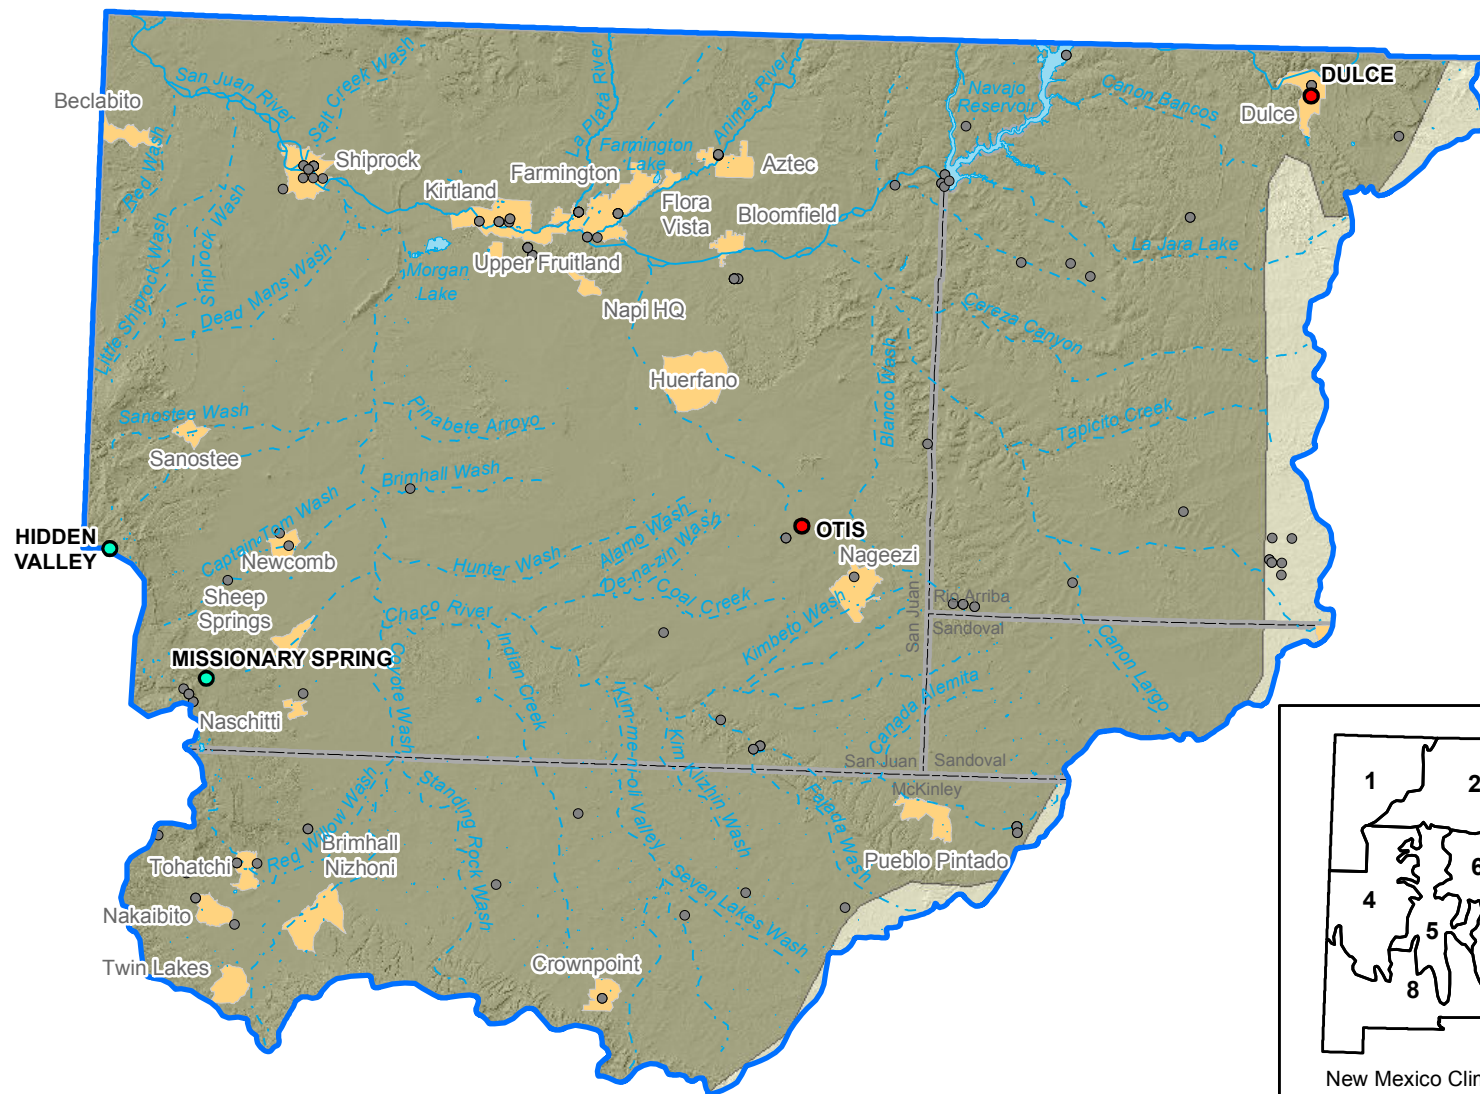 San Juan River
Salt Creek Wash
La Plata River
Animas River
Navajo
Reservoir
Canon Bancos
DULCE
Dulce
Beclabito
Red Wash
Shiprock
Farmington
Farmington
Lake
Aztec
Kirtland
Flora
Vista
Bloomfield
Little Shiprock Wash
Shiprock Wash
Dead Mans Wash
Morgan
Lake
Upper Fruitland
Napi HQ
La Jara Lake
Careza Canyon
Huerfano
Blanco Wash
Sanostee Wash
Sanostee
Pinabete Arroyo
Tapicito Creek
Brimhall Wash
Captain Tom Wash
HIDDEN
VALLEY
Newcomb
Hunter Wash
Alamo Wash
De-na-zin Wash
Coal Creek
OTIS
Nageezi
Sheep
Springs
Chaco River
Kimbeto Wash
San Juan
Rio Arriba
Sandoval
MISSIONARY SPRING
Coyote Wash
Indian Creek
Canon Largo
Naschitti
Kim-me-ni-oli Valley
Kim Klizhin Wash
Canada Alemita
San Juan
Sandoval
McKinley
Fajada Wash
Standing Rock Wash
Red Willow Wash
Brimhall
Nizhoni
Tohatchi
Pueblo Pintado
Nakaibito
Seven Lakes Wash
Twin Lakes
Crownpoint
1
2
4
5
6
8
New Mexico Clin